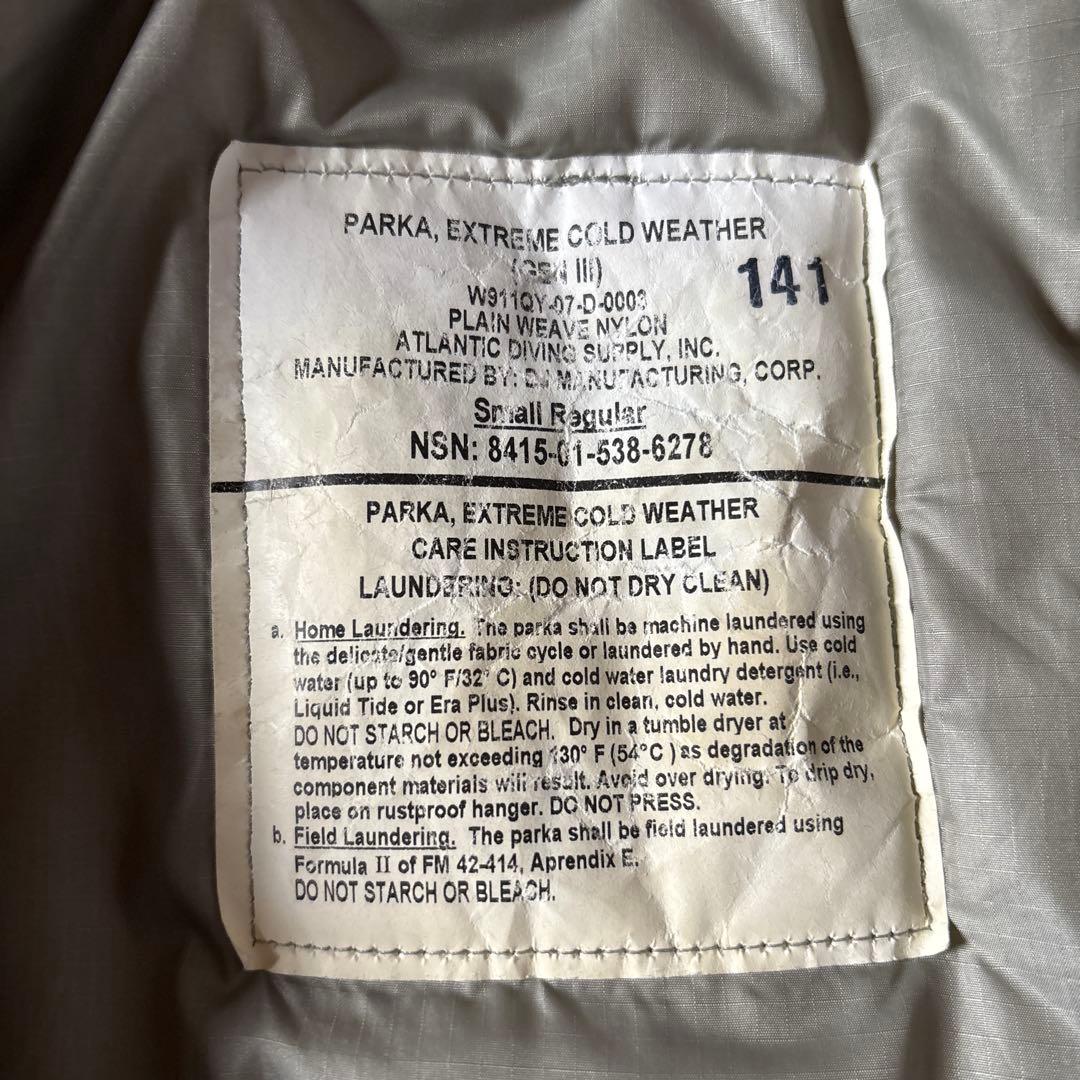 PARKA, EXTREME COLD WEATHER
(GEN III)
141
W911QY-07-D-0003
PLAIN WEAVE NYLON
ATLANTIC DIVING SUPPLY, INC.
MANUFACTURED BY: DJ MANUFACTURING, CORP.
Small Regular
NSN: 8415-01-538-6278
PARKA, EXTREME COLD WEATHER
CARE INSTRUCTION LABEL
LAUNDERING: (DO NOT DRY CLEAN)
a. Home Laundering. The parka shall be machine laundered using
the delicate/gentle fabric cycle or laundered by hand. Use cold
water (up to 90° F/32° C) and cold water laundry detergent (i.e.,
Liquid Tide or Era Plus). Rinse in clean, cold water.
DO NOT STARCH OR BLEACH. Dry in a tumble dryer at
temperature not exceeding 130° F (54°C ) as degradation of the
component materials will result. Avoid over drying. To drip dry,
place on rustproof hanger. DO NOT PRESS.
b. Field Laundering. The parka shall be field laundered using
Formula II of FM 42-414, Appendix E.
DO NOT STARCH OR BLEACH.